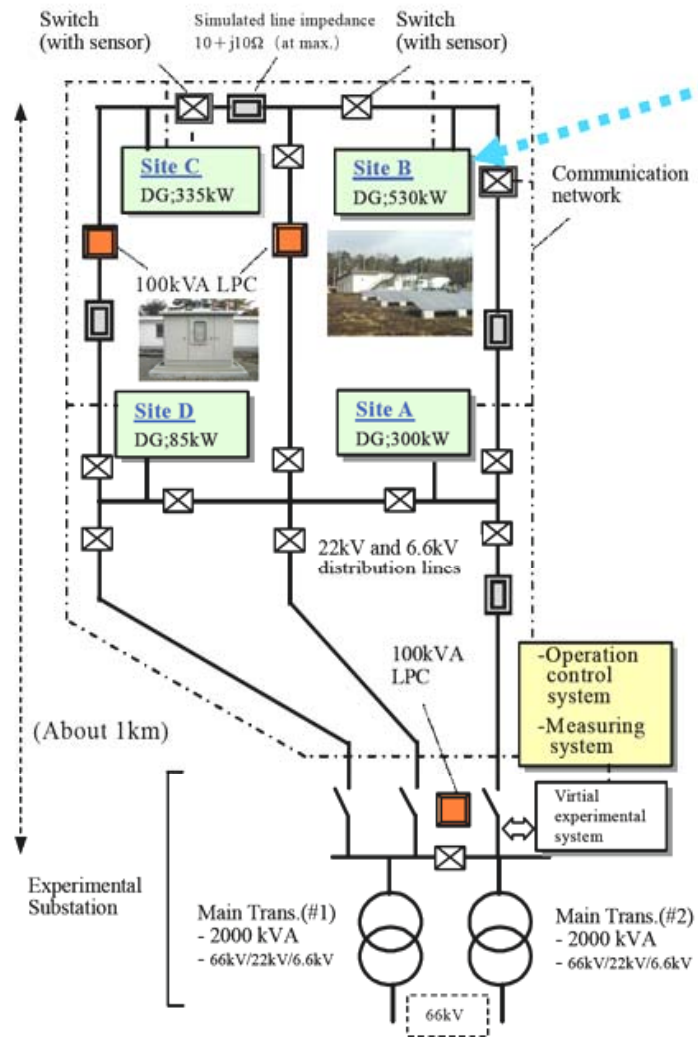 Switch
(with sensor)
Simulated line impedance
10＋j10Ω （at max.）
Switch
(with sensor)
Site C
DG;335kW
Site B
DG;530kW
Communication
network
100kVA LPC
Site D
DG;85kW
Site A
DG;300kW
22kV and 6.6kV
distribution lines
100kVA
LPC
-Operation
control
system
-Measuring
system
(About 1km)
Virtial
experimental
system
Experimental
Substation
Main Trans.(#1)
- 2000 kVA
- 66kV/22kV/6.6kV
Main Trans.(#2)
- 2000 kVA
- 66kV/22kV/6.6kV
66kV